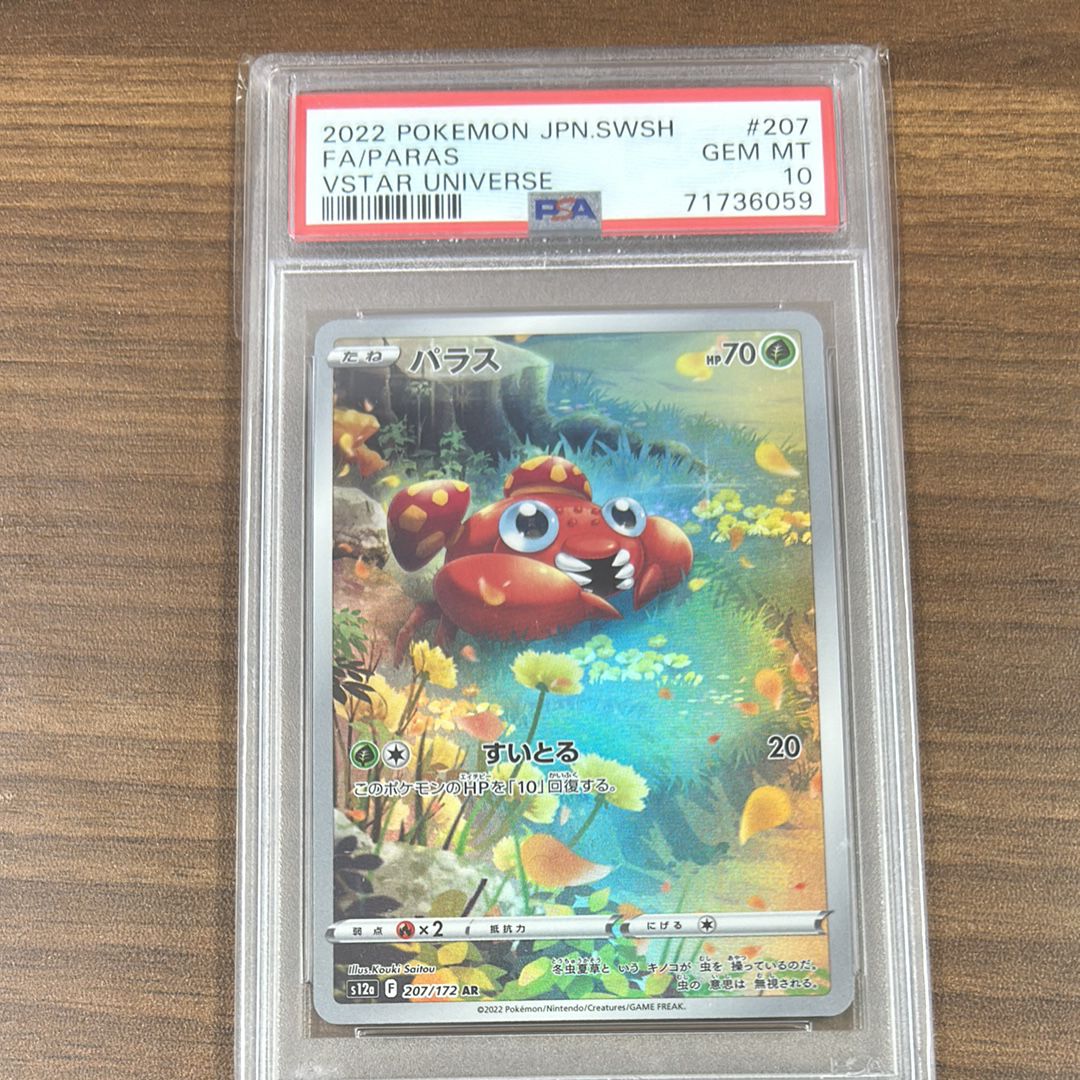 2022 POKEMON JPN.SWSH #207
FA/PARAS GEM MT
VSTAR UNIVERSE 10
PSA 71736059
たね パラス HP70
すいとる 20
このポケモンのHPを「10」回復する。
弱点 ×2 抵抗力 にげる
Illus.Kouki Saitou
冬虫夏草と いう キノコが 虫を 操っているのだ。
虫の 意思は 無視される。
s12a F 207/172 AR
©2022 Pokémon/Nintendo/Creatures/GAME FREAK.